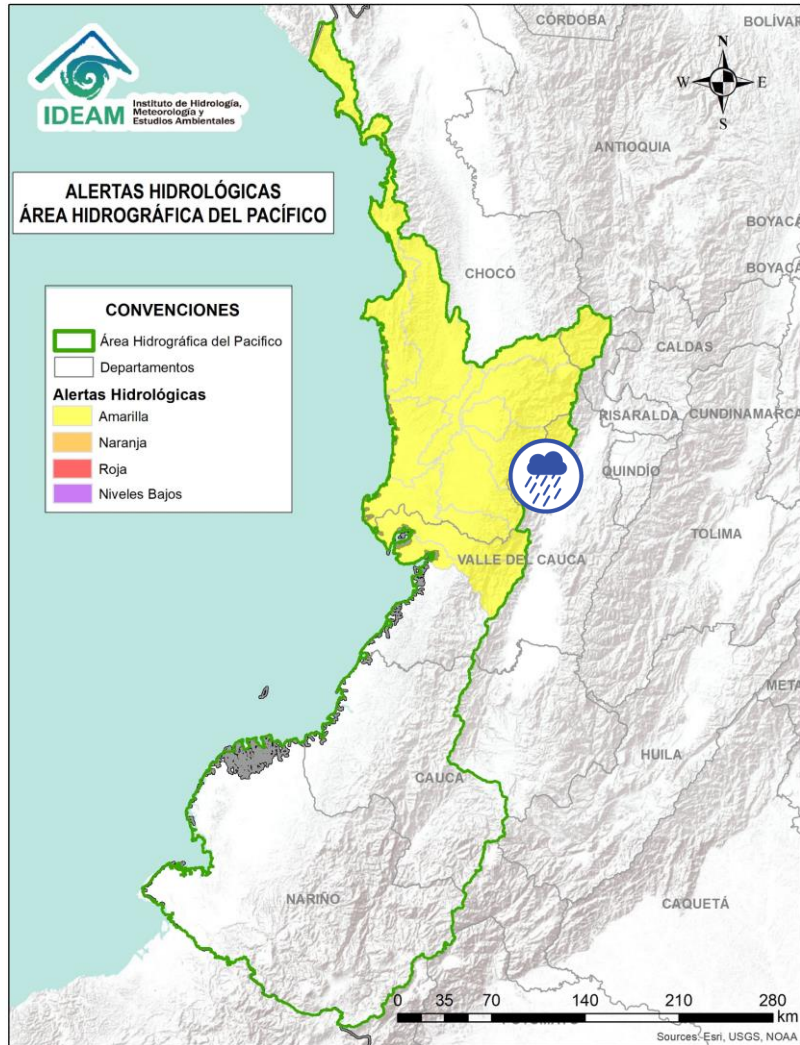 IDEAM
Instituto de Hidrología,
Meteorología y
Estudios Ambientales
ALERTAS HIDROLÓGICAS
ÁREA HIDROGRÁFICA DEL PACÍFICO
CONVENCIONES
Área Hidrográfica del Pacifico
Departamentos
Alertas Hidrológicas
Amarilla
Naranja
Roja
Niveles Bajos
N
W
E
S
CÓRDOBA
BOLÍVAR
ANTIOQUIA
BOYACÁ
CHOCÓ
BOYACÁ
CALDAS
RISARALDA
CUNDINAMARCA
QUINDÍO
TOLIMA
VALLE DEL CAUCA
META
HUILA
CAUCA
NARIÑO
CAQUETÁ
0 35 70 140 210 280
km
Sources: Esri, USGS, NOAA